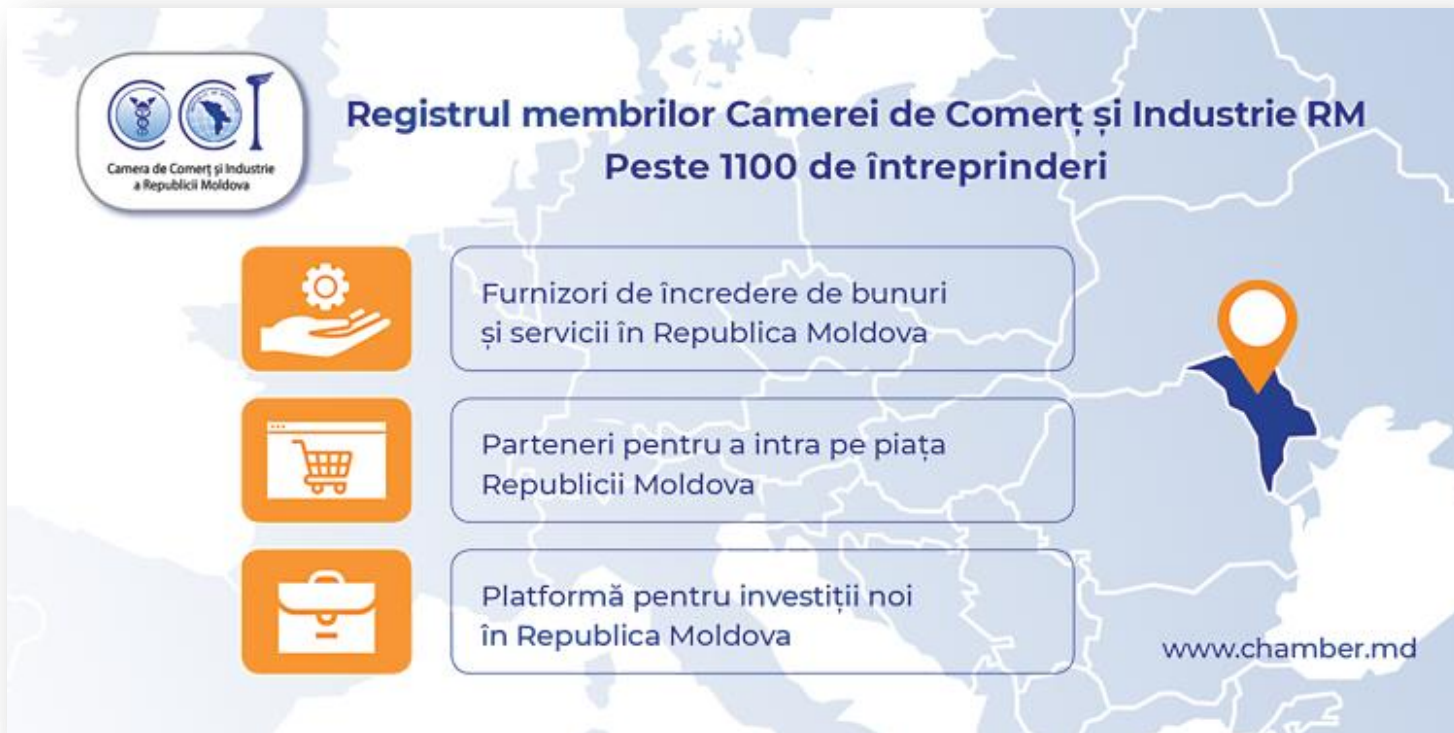 CCI
Camera de Comerț și Industrie
a Republicii Moldova
Registrul membrilor Camerei de Comerț și Industrie RM
Peste 1100 de întreprinderi
Furnizori de încredere de bunuri
și servicii în Republica Moldova
Parteneri pentru a intra pe piața
Republicii Moldova
Platformă pentru investiții noi
în Republica Moldova
www.chamber.md